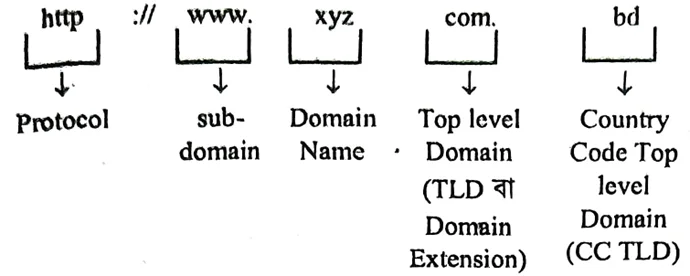 http :// www. xyz com. bd
Protocol sub- Domain Top level Country
domain Name Domain Code Top
(TLD বা level
Domain Domain
Extension) (CC TLD)